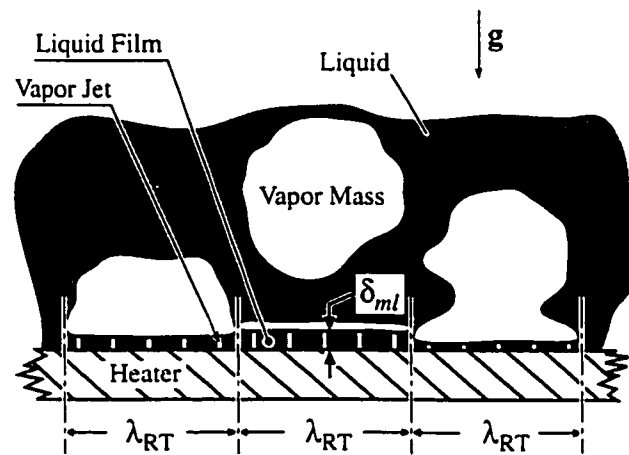 Liquid Film
Vapor Jet
Liquid
g
Vapor Mass
δml
Heater
λRT
λRT
λRT